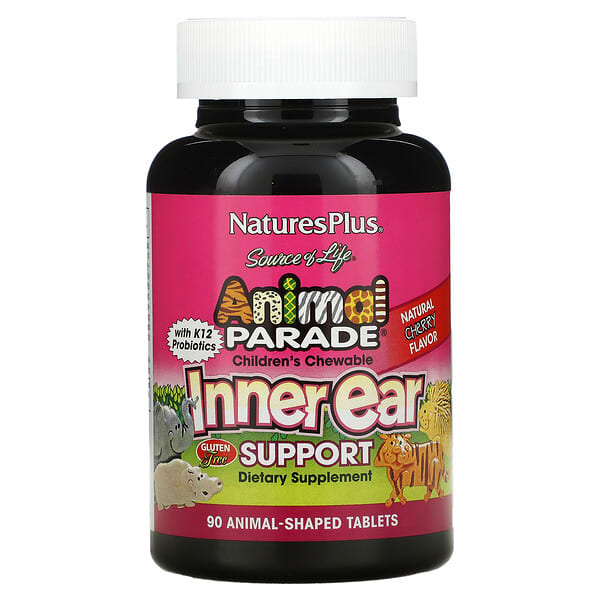 NaturesPlus®
Source of Life®
Animal
PARADE®
with K12
Probiotics
NATURAL
CHERRY
FLAVOR
Children's Chewable
Inner Ear
GLUTEN
Free
SUPPORT
Dietary Supplement
90 ANIMAL-SHAPED TABLETS